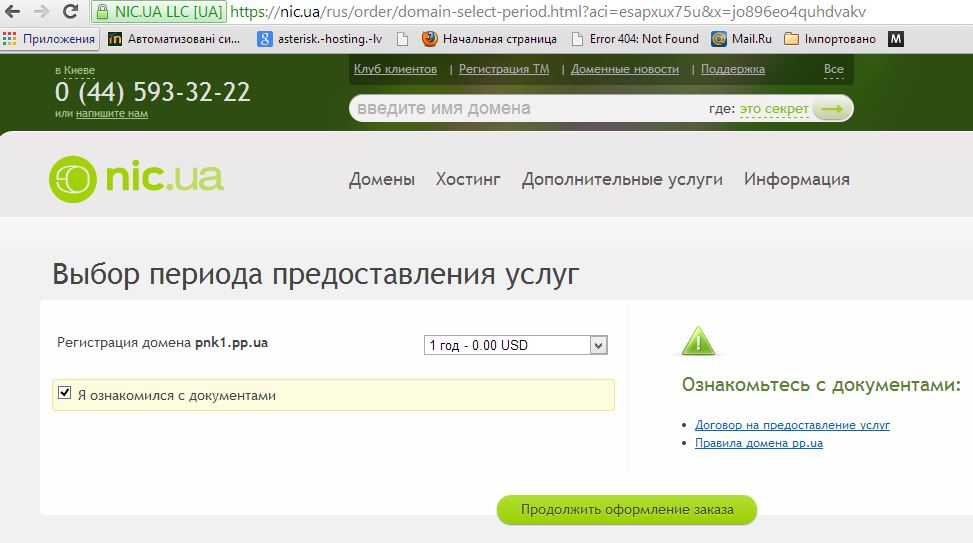 NIC.UA LLC [UA] https://nic.ua/rus/order/domain-select-period.html?aci=esapxux75u&x=jo896eo4quhdvakv
Приложения Автоматизовані си... asterisk.-hosting.-lv Начальная страница Error 404: Not Found Mail.Ru Імпортовано M
в Киеве
0 (44) 593-32-22
или напишите нам
Клуб клиентов | Регистрация ТМ | Доменные новости | Поддержка Все
введите имя домена где: это секрет
nic.ua
Домены Хостинг Дополнительные услуги Информация
Выбор периода предоставления услуг
Регистрация домена pnk1.pp.ua 1 год - 0.00 USD
Я ознакомился с документами
Ознакомьтесь с документами:
• Договор на предоставление услуг
• Правила домена pp.ua
Продолжить оформление заказа